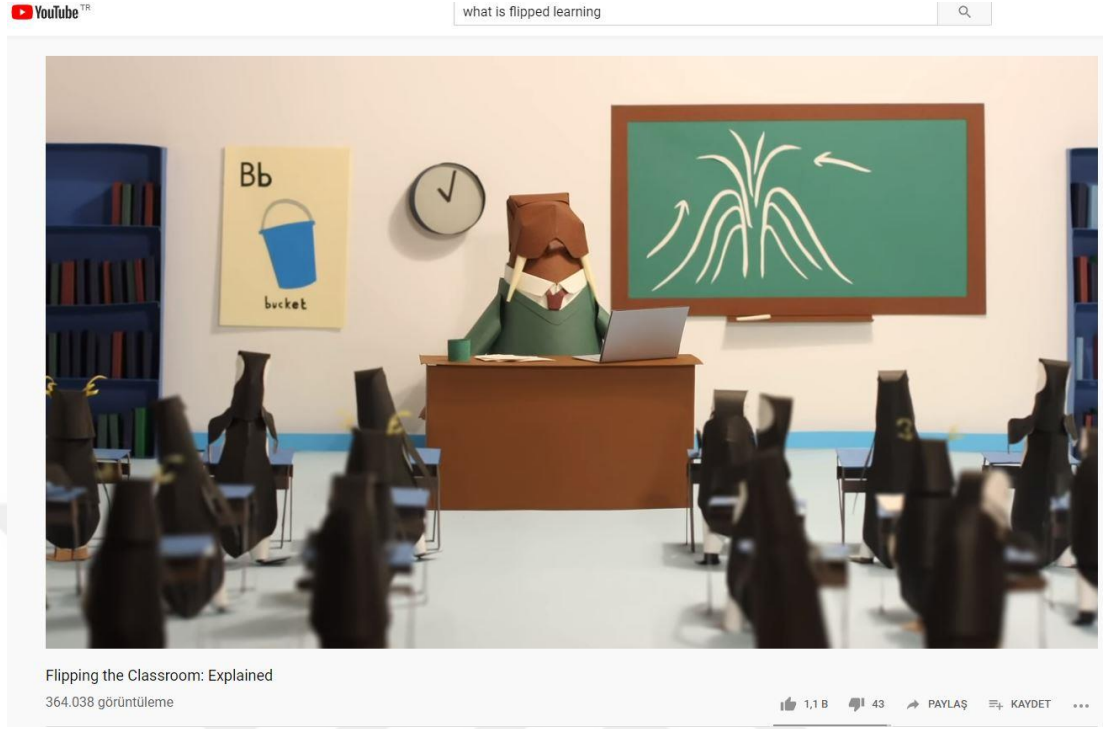 YouTube TR
what is flipped learning
Bb
bucket
Flipping the Classroom: Explained
364.038 görüntüleme
1,1 B 43 PAYLAŞ KAYDET